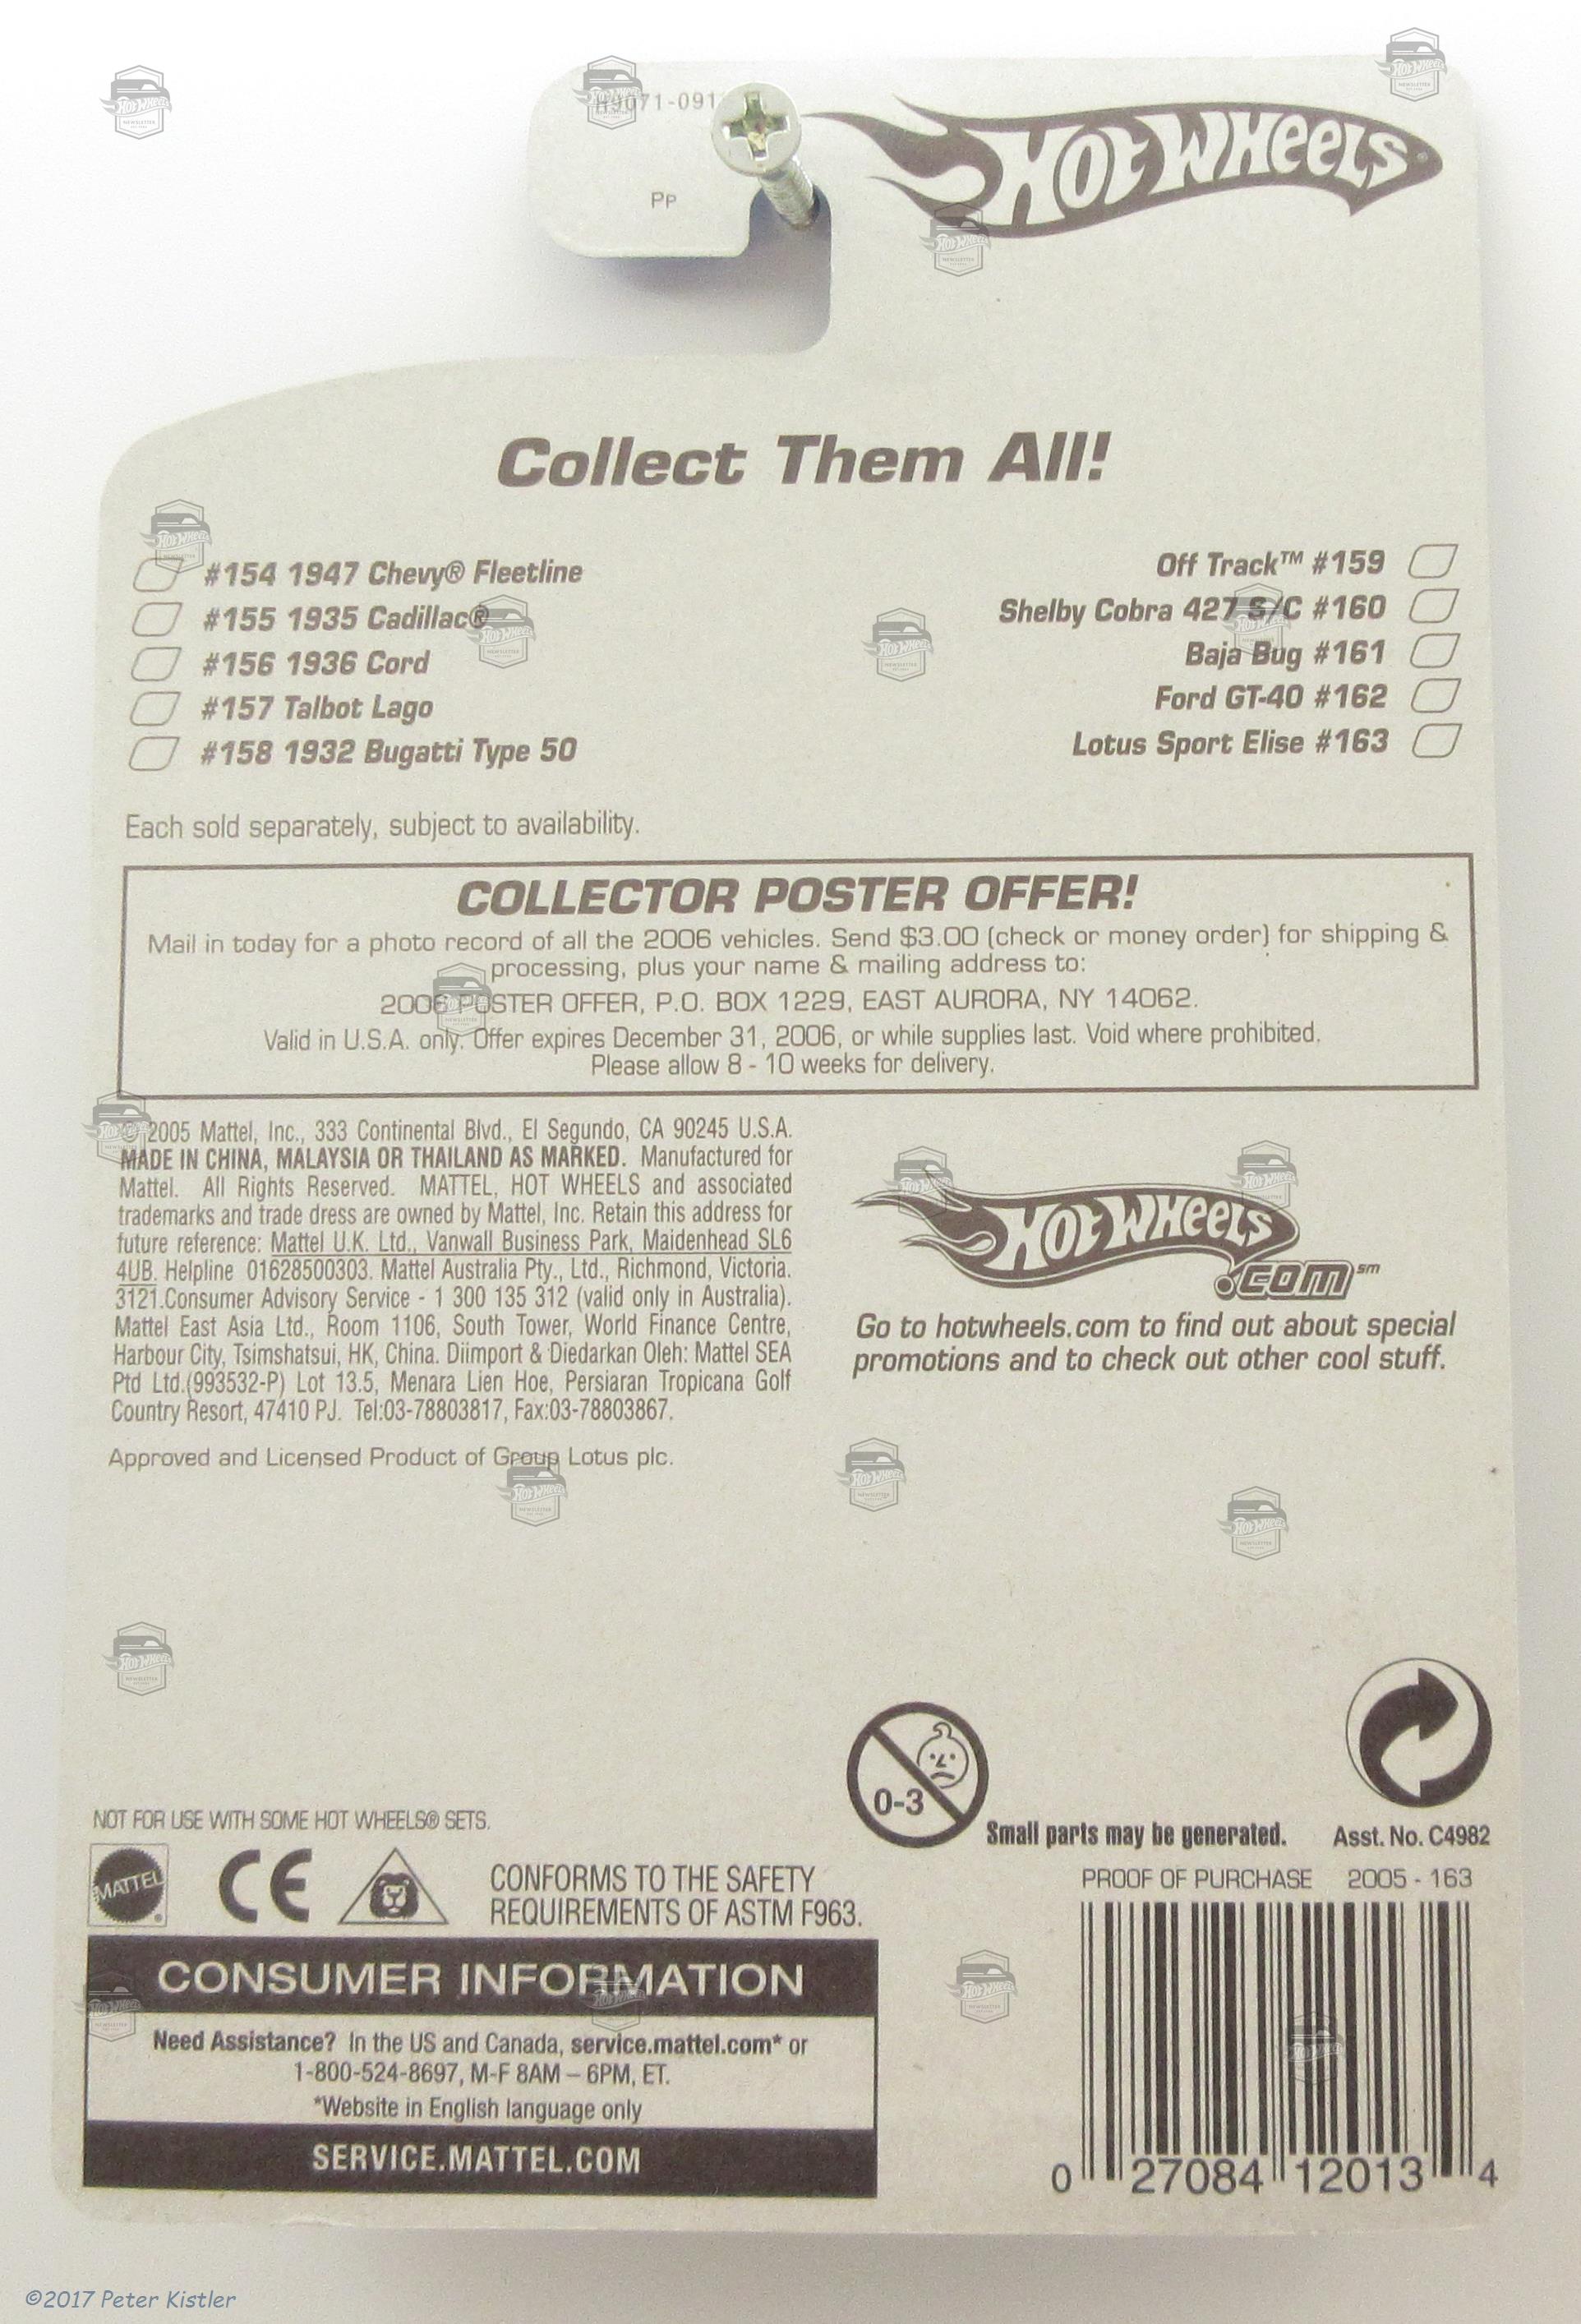 H9071-091
PP
HOT WHEELS
Collect Them All!
#154 1947 Chevy® Fleetline
#155 1935 Cadillac®
#156 1936 Cord
#157 Talbot Lago
#158 1932 Bugatti Type 50
Off Track™ #159
Shelby Cobra 427 S/C #160
Baja Bug #161
Ford GT-40 #162
Lotus Sport Elise #163
Each sold separately, subject to availability.
COLLECTOR POSTER OFFER!
Mail in today for a photo record of all the 2006 vehicles. Send $3.00 (check or money order) for shipping &
processing, plus your name & mailing address to:
2006 POSTER OFFER, P.O. BOX 1229, EAST AURORA, NY 14062.
Valid in U.S.A. only. Offer expires December 31, 2006, or while supplies last. Void where prohibited.
Please allow 8 - 10 weeks for delivery.
© 2005 Mattel, Inc., 333 Continental Blvd., El Segundo, CA 90245 U.S.A.
MADE IN CHINA, MALAYSIA OR THAILAND AS MARKED. Manufactured for
Mattel. All Rights Reserved. MATTEL, HOT WHEELS and associated
trademarks and trade dress are owned by Mattel, Inc. Retain this address for
future reference: Mattel U.K. Ltd., Vanwall Business Park, Maidenhead SL6
4UB. Helpline 01628500303. Mattel Australia Pty., Ltd., Richmond, Victoria.
3121.Consumer Advisory Service - 1 300 135 312 (valid only in Australia).
Mattel East Asia Ltd., Room 1106, South Tower, World Finance Centre,
Harbour City, Tsimshatsui, HK, China. Diimport & Diedarkan Oleh: Mattel SEA
Ptd Ltd.(993532-P) Lot 13.5, Menara Lien Hoe, Persiaran Tropicana Golf
Country Resort, 47410 PJ. Tel:03-78803817, Fax:03-78803867.
Approved and Licensed Product of Group Lotus plc.
HOT WHEELS
.com℠
Go to hotwheels.com to find out about special
promotions and to check out other cool stuff.
0-3
Small parts may be generated.
Asst. No. C4982
NOT FOR USE WITH SOME HOT WHEELS® SETS.
MATTEL
CE
CONFORMS TO THE SAFETY
REQUIREMENTS OF ASTM F963.
PROOF OF PURCHASE 2005 - 163
CONSUMER INFORMATION
Need Assistance? In the US and Canada, service.mattel.com* or
1-800-524-8697, M-F 8AM – 6PM, ET.
*Website in English language only
SERVICE.MATTEL.COM
0 27084 12013 4
©2017 Peter Kistler